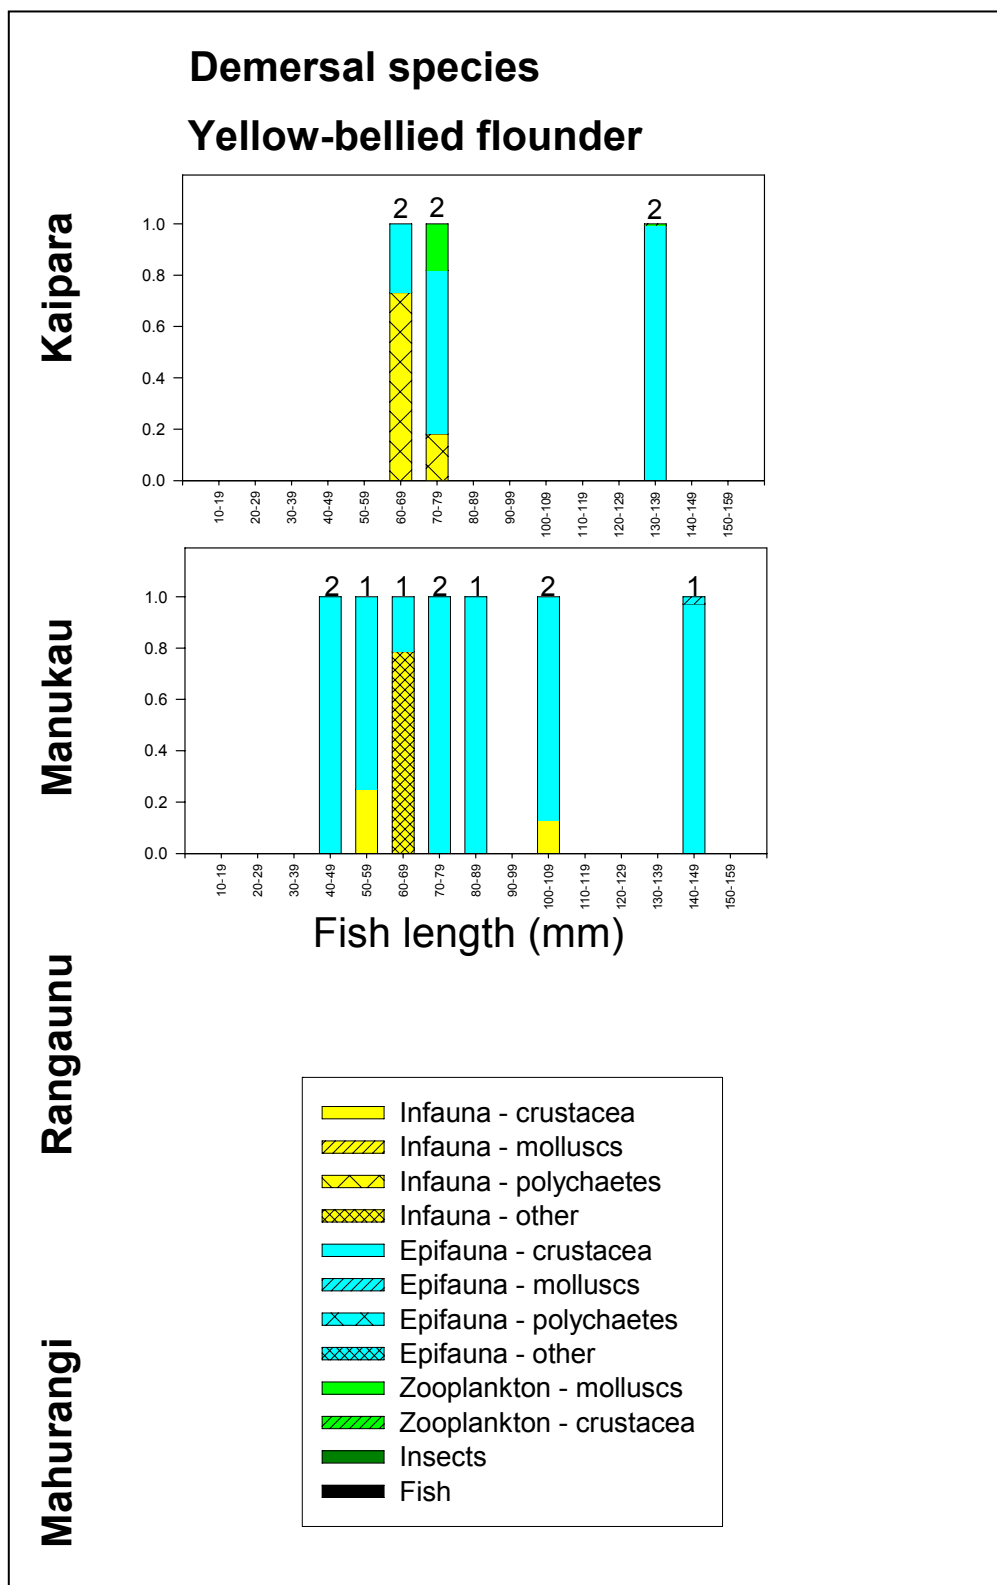 Demersal species
Yellow-bellied flounder
Kaipara
2 2 2
1.0
0.8
0.6
0.4
0.2
0.0
10-19 20-29 30-39 40-49 50-59 60-69 70-79 80-89 90-99 100-109 110-119 120-129 130-139 140-149 150-159
Manukau
2 1 1 2 1 2 1
1.0
0.8
0.6
0.4
0.2
0.0
10-19 20-29 30-39 40-49 50-59 60-69 70-79 80-89 90-99 100-109 110-119 120-129 130-139 140-149 150-159
Fish length (mm)
Rangaunu
Mahurangi
Infauna - crustacea
Infauna - molluscs
Infauna - polychaetes
Infauna - other
Epifauna - crustacea
Epifauna - molluscs
Epifauna - polychaetes
Epifauna - other
Zooplankton - molluscs
Zooplankton - crustacea
Insects
Fish